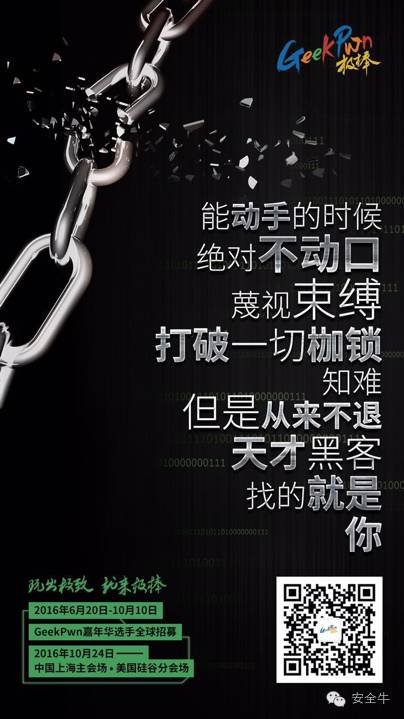 GeekPwn
极棒
能动手的时候
绝对不动口
蔑视束缚
打破一切枷锁
知难
但是从来不退
天才黑客
找的就是
你
玩出极致 就来极棒
2016年6月20日-10月10日
GeekPwn嘉年华选手全球招募
2016年10月24日——
中国上海主会场·美国硅谷分会场
安全牛